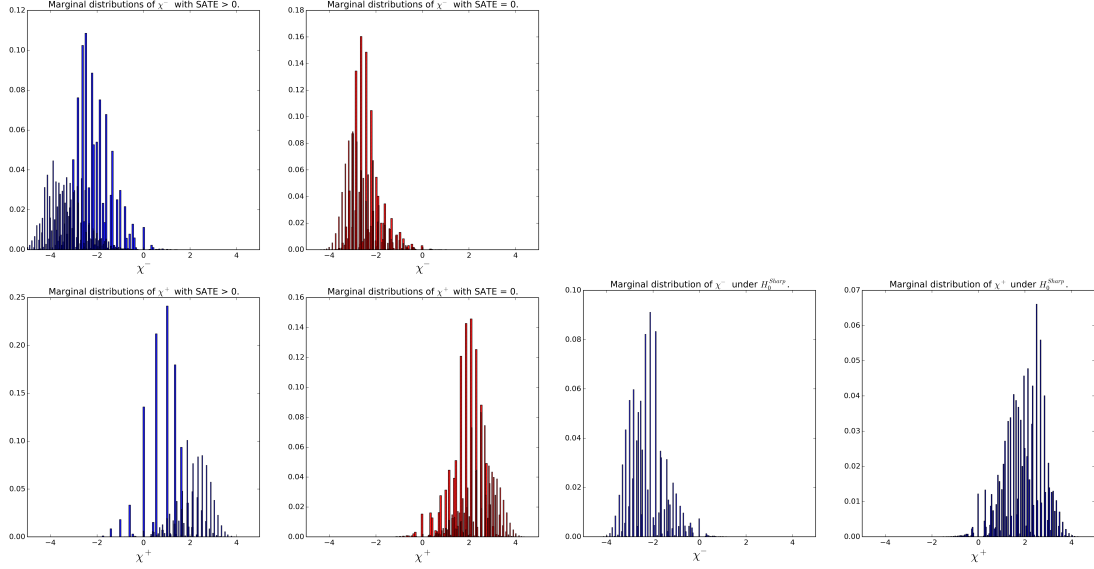 Marginal distributions of χ⁻ with SATE > 0.
0.12
0.10
0.08
0.06
0.04
0.02
0.00
−4 −2 0 2 4
χ⁻
Marginal distributions of χ⁻ with SATE = 0.
0.18
0.16
0.14
0.12
0.10
0.08
0.06
0.04
0.02
0.00
−4 −2 0 2 4
χ⁻
Marginal distributions of χ⁺ with SATE > 0.
0.25
0.20
0.15
0.10
0.05
0.00
−4 −2 0 2 4
χ⁺
Marginal distributions of χ⁺ with SATE = 0.
0.16
0.14
0.12
0.10
0.08
0.06
0.04
0.02
0.00
−4 −2 0 2 4
χ⁺
Marginal distribution of χ⁻ under H₀^Sharp.
0.10
0.08
0.06
0.04
0.02
0.00
−4 −2 0 2 4
χ⁻
Marginal distribution of χ⁺ under H₀^Sharp.
0.07
0.06
0.05
0.04
0.03
0.02
0.01
0.00
−4 −2 0 2 4
χ⁺